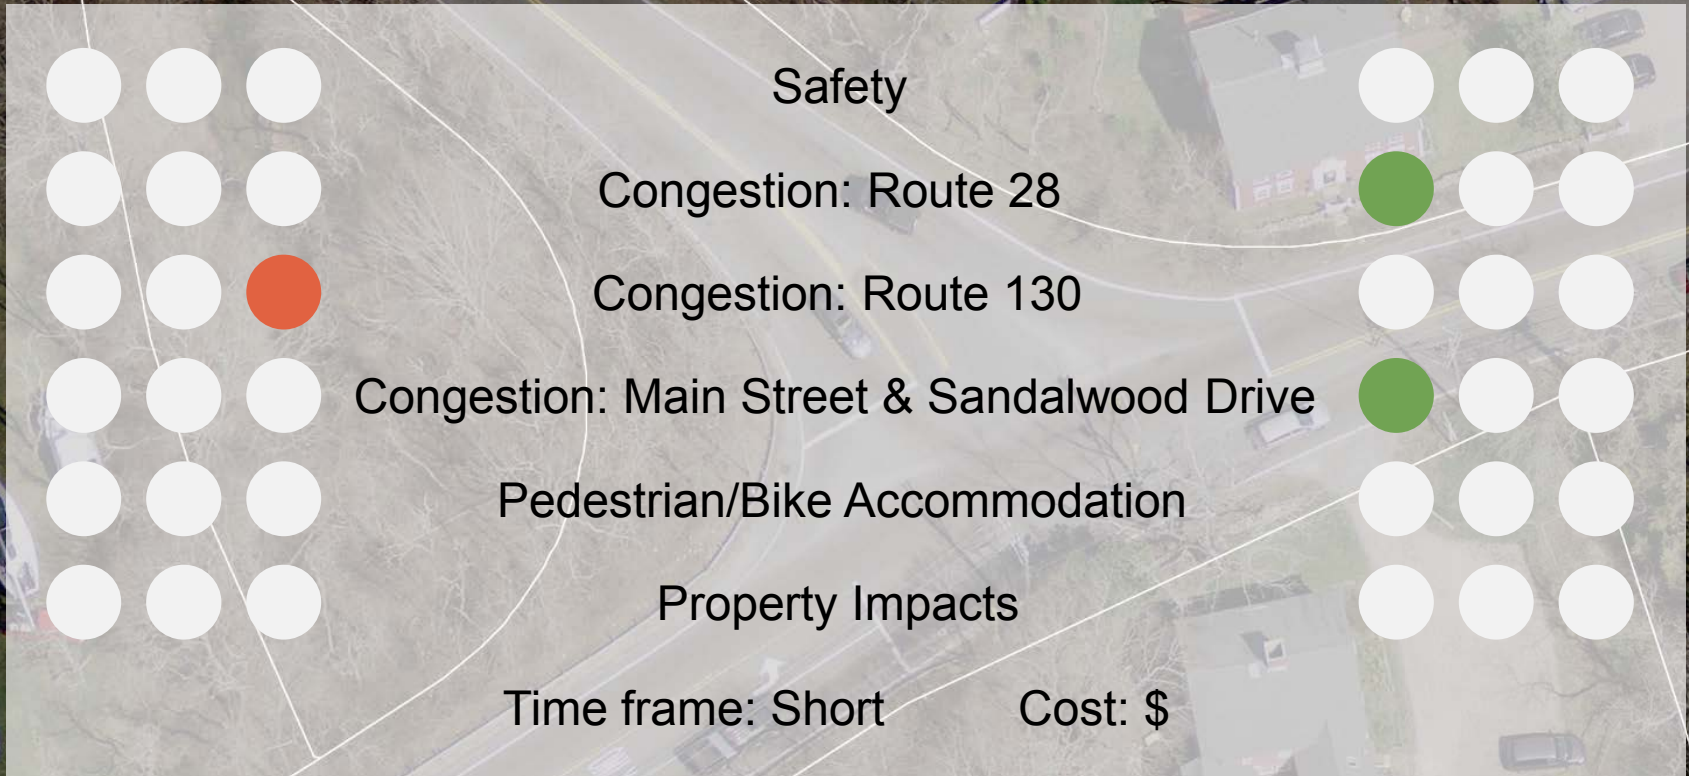 Safety
Congestion: Route 28
Congestion: Route 130
Congestion: Main Street & Sandalwood Drive
Pedestrian/Bike Accommodation
Property Impacts
Time frame: Short Cost: $